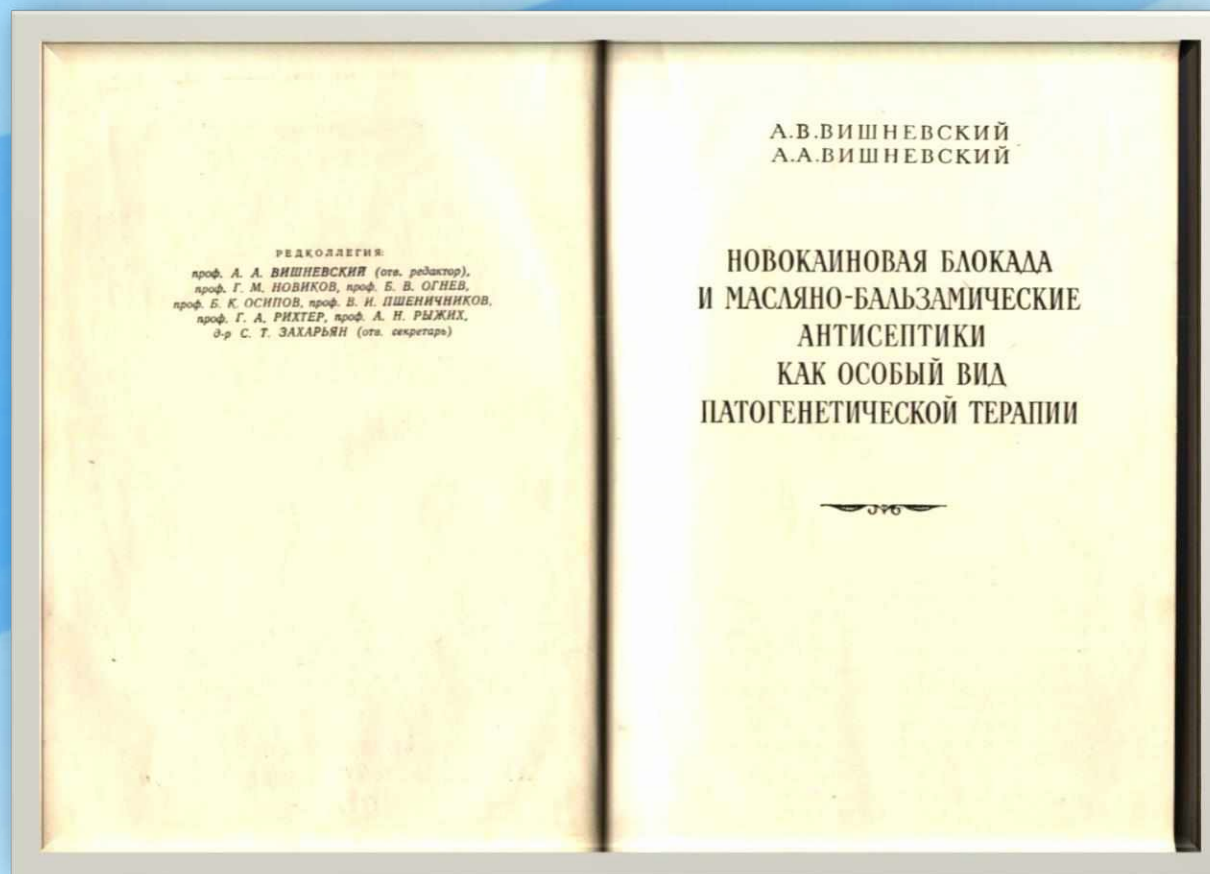 РЕДКОЛЛЕГИЯ:
проф. А. А. ВИШНЕВСКИЙ (отв. редактор),
проф. Г. М. НОВИКОВ, проф. Б. В. ОГНЕВ,
проф. Б. К. ОСИПОВ, проф. В. И. ПШЕНИЧНИКОВ,
проф. Г. А. РИХТЕР, проф. А. Н. РЫЖИХ,
д-р С. Т. ЗАХАРЬЯН (отв. секретарь)
А.В.ВИШНЕВСКИЙ
А.А.ВИШНЕВСКИЙ
НОВОКАИНОВАЯ БЛОКАДА
И МАСЛЯНО-БАЛЬЗАМИЧЕСКИЕ
АНТИСЕПТИКИ
КАК ОСОБЫЙ ВИД
ПАТОГЕНЕТИЧЕСКОЙ ТЕРАПИИ